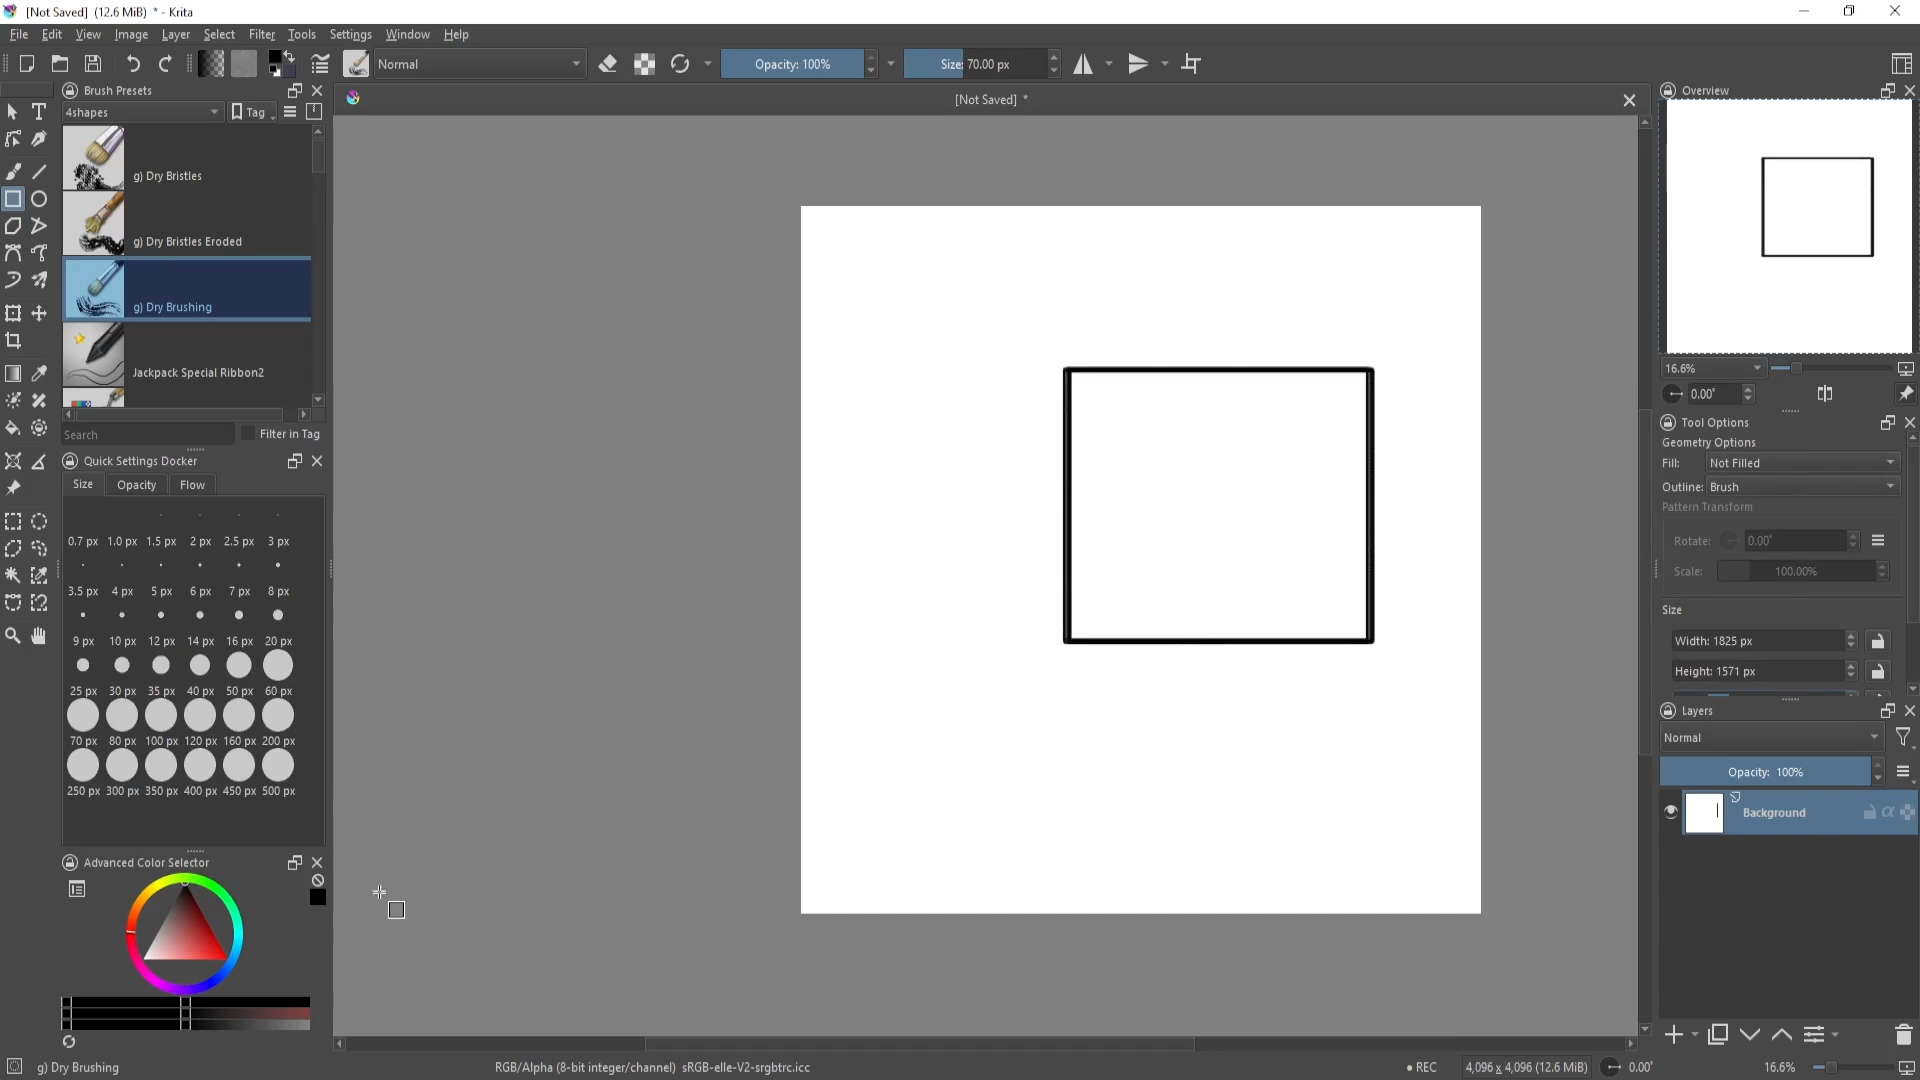 [Not Saved] (12.6 MiB) * - Krita
File Edit View Image Layer Select Filter Tools Settings Window Help
Normal Opacity: 100% Size: 70.00 px
Brush Presets
[Not Saved] *
Overview
4shapes Tag
g) Dry Bristles
g) Dry Bristles Eroded
g) Dry Brushing
Jackpack Special Ribbon2
Search Filter in Tag
Quick Settings Docker
Size Opacity Flow
0.7 px 1.0 px 1.5 px 2 px 2.5 px 3 px
3.5 px 4 px 5 px 6 px 7 px 8 px
9 px 10 px 12 px 14 px 16 px 20 px
25 px 30 px 35 px 40 px 50 px 60 px
70 px 80 px 100 px 120 px 160 px 200 px
250 px 300 px 350 px 400 px 450 px 500 px
Advanced Color Selector
16.6%
0.00°
Tool Options
Geometry Options
Fill: Not Filled
Outline: Brush
Pattern Transform
Rotate: 0.00°
Scale: 100.00%
Size
Width: 1825 px
Height: 1571 px
Layers
Normal
Opacity: 100%
Background
g) Dry Brushing
RGB/Alpha (8-bit integer/channel) sRGB-elle-V2-srgbtrc.icc
REC
4,096 x 4,096 (12.6 MiB)
0.00°
16.6%